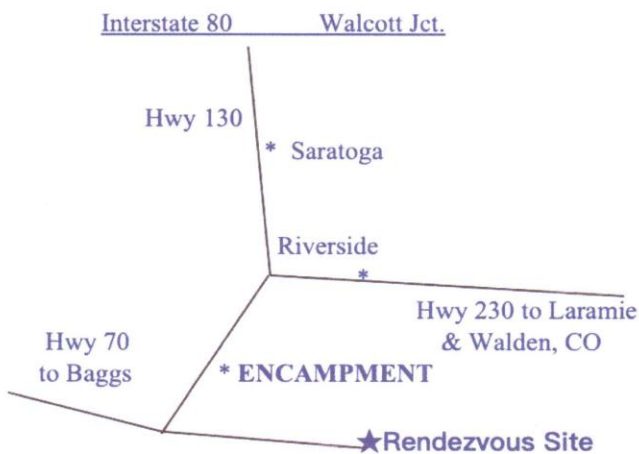 Interstate 80 Walcott Jct.
Hwy 130
* Saratoga
Riverside
*
Hwy 230 to Laramie
& Walden, CO
Hwy 70
to Baggs
* ENCAMPMENT
★Rendezvous Site